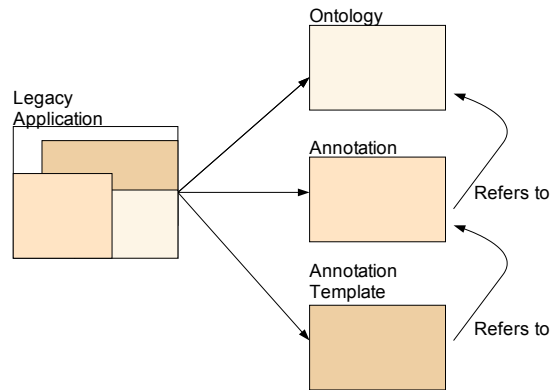 Ontology
Legacy
Application
Annotation
Refers to
Annotation
Template
Refers to